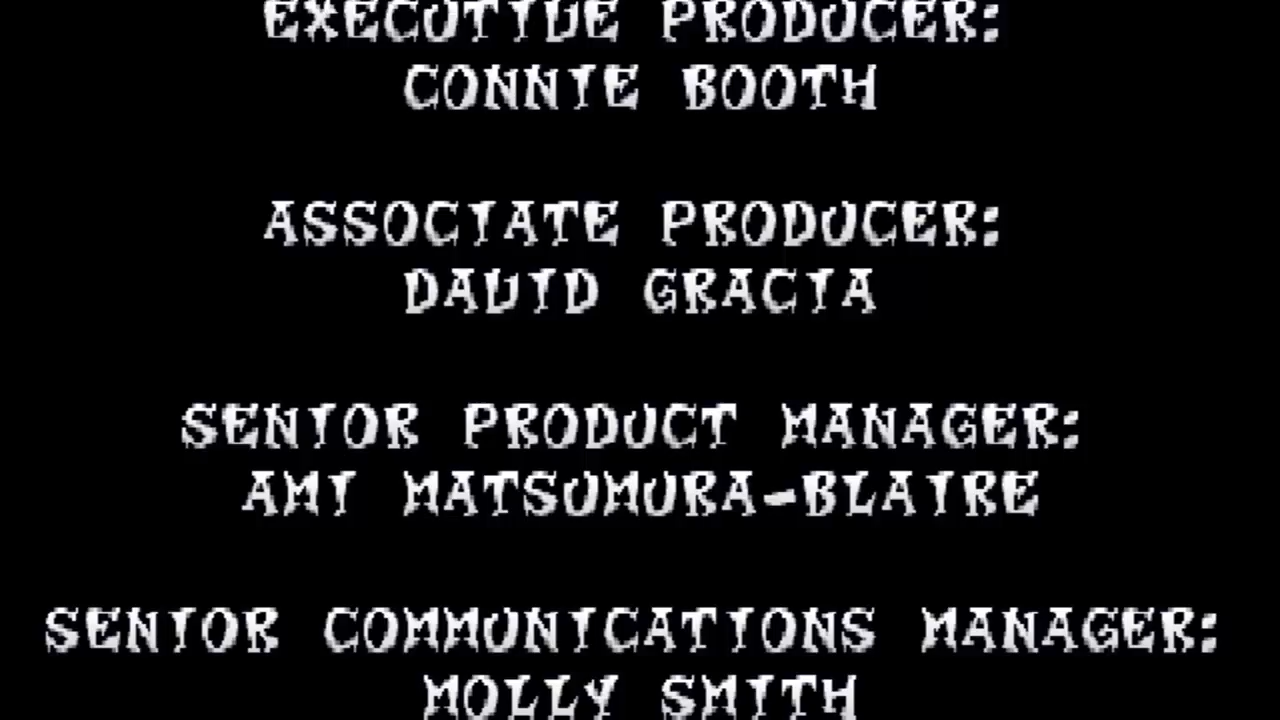 EXECUTIVE PRODUCER:
CONNIE BOOTH
ASSOCIATE PRODUCER:
DAVID GRACIA
SENIOR PRODUCT MANAGER:
AMI MATSUMURA-BLAIRE
SENIOR COMMUNICATIONS MANAGER:
MOLLY SMITH